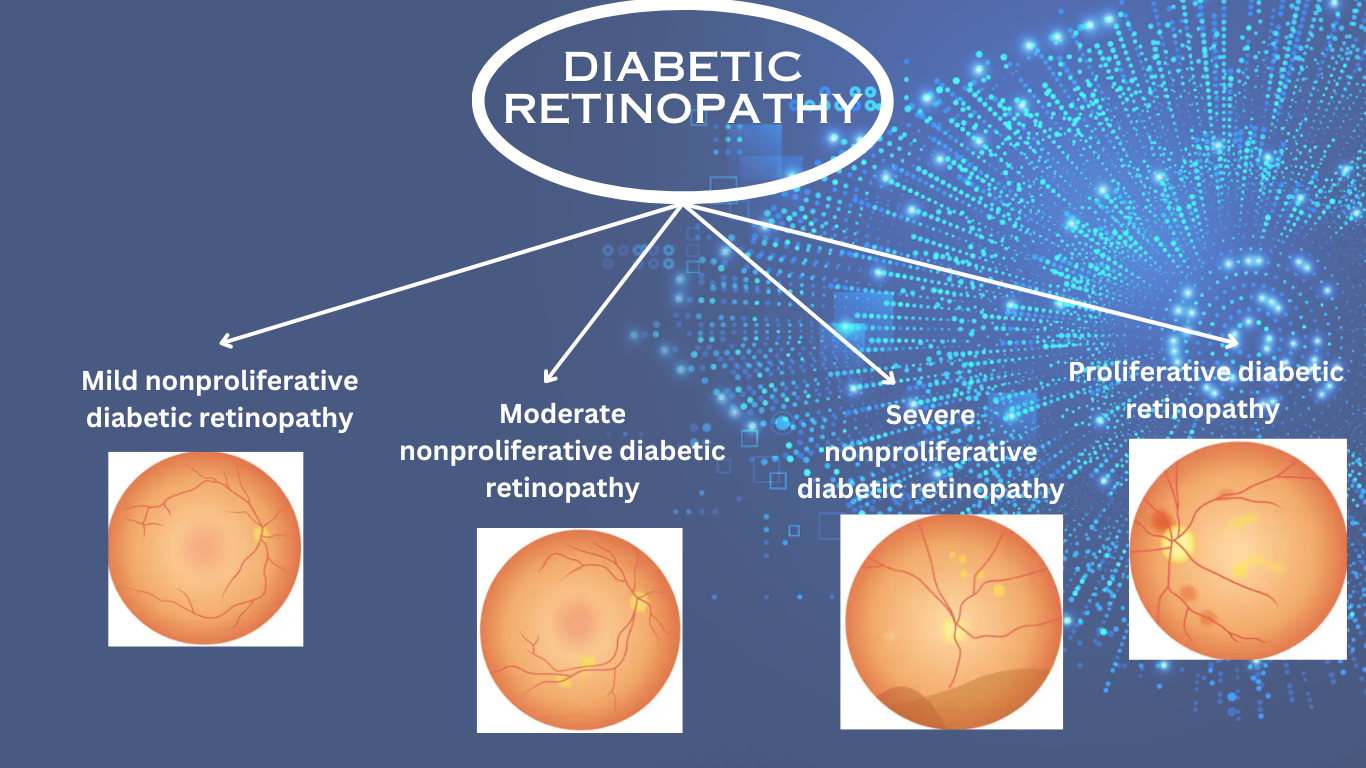 DIABETIC
RETINOPATHY
Mild nonproliferative
diabetic retinopathy
Moderate
nonproliferative diabetic
retinopathy
Severe
nonproliferative
diabetic retinopathy
Proliferative diabetic
retinopathy